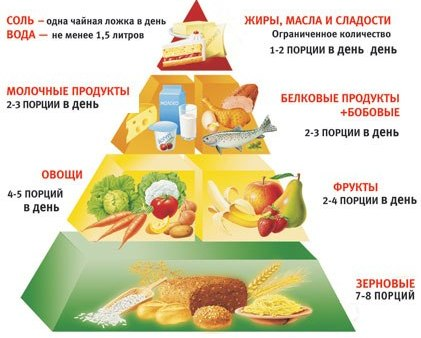 СОЛЬ – одна чайная ложка в день
ВОДА – не менее 1,5 литров
ЖИРЫ, МАСЛА И СЛАДОСТИ
Ограниченное количество
1-2 ПОРЦИИ в день день
МОЛОЧНЫЕ ПРОДУКТЫ
2-3 ПОРЦИИ в день
МОЛОКО
БЕЛКОВЫЕ ПРОДУКТЫ
+БОБОВЫЕ
2-3 ПОРЦИИ в день
ОВОЩИ
4-5 ПОРЦИЙ
в день
ФРУКТЫ
2-4 ПОРЦИИ в день
ЗЕРНОВЫЕ
7-8 ПОРЦИЙ